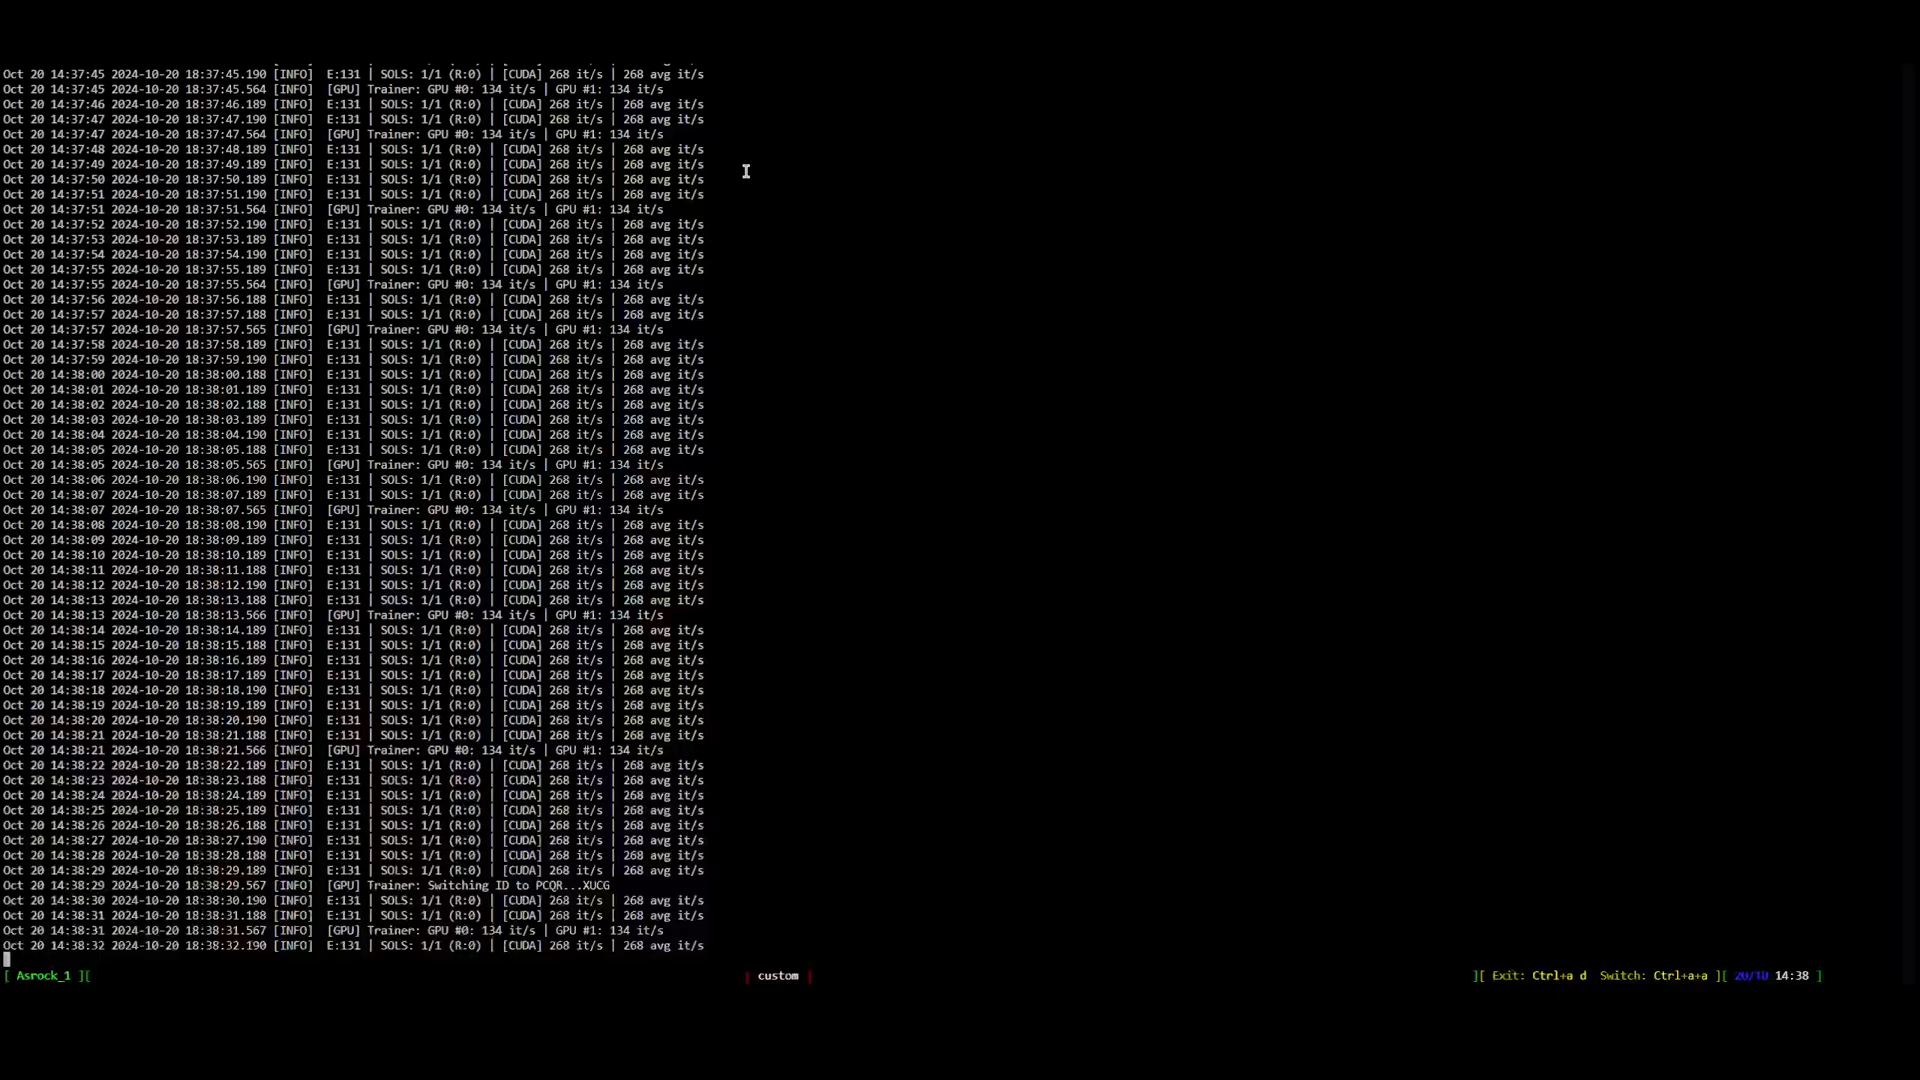 Oct 20 14:37:45 2024-10-20 18:37:45.190 [INFO]  E:131 | SOLS: 1/1 (R:0) | [CUDA] 268 it/s | 268 avg it/s
Oct 20 14:37:45 2024-10-20 18:37:45.564 [INFO]  [GPU] Trainer: GPU #0: 134 it/s | GPU #1: 134 it/s
Oct 20 14:37:46 2024-10-20 18:37:46.189 [INFO]  E:131 | SOLS: 1/1 (R:0) | [CUDA] 268 it/s | 268 avg it/s
Oct 20 14:37:47 2024-10-20 18:37:47.190 [INFO]  E:131 | SOLS: 1/1 (R:0) | [CUDA] 268 it/s | 268 avg it/s
Oct 20 14:37:47 2024-10-20 18:37:47.564 [INFO]  [GPU] Trainer: GPU #0: 134 it/s | GPU #1: 134 it/s
Oct 20 14:37:48 2024-10-20 18:37:48.189 [INFO]  E:131 | SOLS: 1/1 (R:0) | [CUDA] 268 it/s | 268 avg it/s
Oct 20 14:37:49 2024-10-20 18:37:49.189 [INFO]  E:131 | SOLS: 1/1 (R:0) | [CUDA] 268 it/s | 268 avg it/s
Oct 20 14:37:50 2024-10-20 18:37:50.189 [INFO]  E:131 | SOLS: 1/1 (R:0) | [CUDA] 268 it/s | 268 avg it/s
Oct 20 14:37:51 2024-10-20 18:37:51.190 [INFO]  E:131 | SOLS: 1/1 (R:0) | [CUDA] 268 it/s | 268 avg it/s
Oct 20 14:37:51 2024-10-20 18:37:51.564 [INFO]  [GPU] Trainer: GPU #0: 134 it/s | GPU #1: 134 it/s
Oct 20 14:37:52 2024-10-20 18:37:52.190 [INFO]  E:131 | SOLS: 1/1 (R:0) | [CUDA] 268 it/s | 268 avg it/s
Oct 20 14:37:53 2024-10-20 18:37:53.189 [INFO]  E:131 | SOLS: 1/1 (R:0) | [CUDA] 268 it/s | 268 avg it/s
Oct 20 14:37:54 2024-10-20 18:37:54.190 [INFO]  E:131 | SOLS: 1/1 (R:0) | [CUDA] 268 it/s | 268 avg it/s
Oct 20 14:37:55 2024-10-20 18:37:55.189 [INFO]  E:131 | SOLS: 1/1 (R:0) | [CUDA] 268 it/s | 268 avg it/s
Oct 20 14:37:55 2024-10-20 18:37:55.564 [INFO]  [GPU] Trainer: GPU #0: 134 it/s | GPU #1: 134 it/s
Oct 20 14:37:56 2024-10-20 18:37:56.188 [INFO]  E:131 | SOLS: 1/1 (R:0) | [CUDA] 268 it/s | 268 avg it/s
Oct 20 14:37:57 2024-10-20 18:37:57.188 [INFO]  E:131 | SOLS: 1/1 (R:0) | [CUDA] 268 it/s | 268 avg it/s
Oct 20 14:37:57 2024-10-20 18:37:57.565 [INFO]  [GPU] Trainer: GPU #0: 134 it/s | GPU #1: 134 it/s
Oct 20 14:37:58 2024-10-20 18:37:58.189 [INFO]  E:131 | SOLS: 1/1 (R:0) | [CUDA] 268 it/s | 268 avg it/s
Oct 20 14:37:59 2024-10-20 18:37:59.190 [INFO]  E:131 | SOLS: 1/1 (R:0) | [CUDA] 268 it/s | 268 avg it/s
Oct 20 14:38:00 2024-10-20 18:38:00.188 [INFO]  E:131 | SOLS: 1/1 (R:0) | [CUDA] 268 it/s | 268 avg it/s
Oct 20 14:38:01 2024-10-20 18:38:01.189 [INFO]  E:131 | SOLS: 1/1 (R:0) | [CUDA] 268 it/s | 268 avg it/s
Oct 20 14:38:02 2024-10-20 18:38:02.188 [INFO]  E:131 | SOLS: 1/1 (R:0) | [CUDA] 268 it/s | 268 avg it/s
Oct 20 14:38:03 2024-10-20 18:38:03.189 [INFO]  E:131 | SOLS: 1/1 (R:0) | [CUDA] 268 it/s | 268 avg it/s
Oct 20 14:38:04 2024-10-20 18:38:04.190 [INFO]  E:131 | SOLS: 1/1 (R:0) | [CUDA] 268 it/s | 268 avg it/s
Oct 20 14:38:05 2024-10-20 18:38:05.188 [INFO]  E:131 | SOLS: 1/1 (R:0) | [CUDA] 268 it/s | 268 avg it/s
Oct 20 14:38:05 2024-10-20 18:38:05.565 [INFO]  [GPU] Trainer: GPU #0: 134 it/s | GPU #1: 134 it/s
Oct 20 14:38:06 2024-10-20 18:38:06.190 [INFO]  E:131 | SOLS: 1/1 (R:0) | [CUDA] 268 it/s | 268 avg it/s
Oct 20 14:38:07 2024-10-20 18:38:07.189 [INFO]  E:131 | SOLS: 1/1 (R:0) | [CUDA] 268 it/s | 268 avg it/s
Oct 20 14:38:07 2024-10-20 18:38:07.565 [INFO]  [GPU] Trainer: GPU #0: 134 it/s | GPU #1: 134 it/s
Oct 20 14:38:08 2024-10-20 18:38:08.190 [INFO]  E:131 | SOLS: 1/1 (R:0) | [CUDA] 268 it/s | 268 avg it/s
Oct 20 14:38:09 2024-10-20 18:38:09.189 [INFO]  E:131 | SOLS: 1/1 (R:0) | [CUDA] 268 it/s | 268 avg it/s
Oct 20 14:38:10 2024-10-20 18:38:10.189 [INFO]  E:131 | SOLS: 1/1 (R:0) | [CUDA] 268 it/s | 268 avg it/s
Oct 20 14:38:11 2024-10-20 18:38:11.188 [INFO]  E:131 | SOLS: 1/1 (R:0) | [CUDA] 268 it/s | 268 avg it/s
Oct 20 14:38:12 2024-10-20 18:38:12.190 [INFO]  E:131 | SOLS: 1/1 (R:0) | [CUDA] 268 it/s | 268 avg it/s
Oct 20 14:38:13 2024-10-20 18:38:13.188 [INFO]  E:131 | SOLS: 1/1 (R:0) | [CUDA] 268 it/s | 268 avg it/s
Oct 20 14:38:13 2024-10-20 18:38:13.566 [INFO]  [GPU] Trainer: GPU #0: 134 it/s | GPU #1: 134 it/s
Oct 20 14:38:14 2024-10-20 18:38:14.189 [INFO]  E:131 | SOLS: 1/1 (R:0) | [CUDA] 268 it/s | 268 avg it/s
Oct 20 14:38:15 2024-10-20 18:38:15.188 [INFO]  E:131 | SOLS: 1/1 (R:0) | [CUDA] 268 it/s | 268 avg it/s
Oct 20 14:38:16 2024-10-20 18:38:16.189 [INFO]  E:131 | SOLS: 1/1 (R:0) | [CUDA] 268 it/s | 268 avg it/s
Oct 20 14:38:17 2024-10-20 18:38:17.189 [INFO]  E:131 | SOLS: 1/1 (R:0) | [CUDA] 268 it/s | 268 avg it/s
Oct 20 14:38:18 2024-10-20 18:38:18.190 [INFO]  E:131 | SOLS: 1/1 (R:0) | [CUDA] 268 it/s | 268 avg it/s
Oct 20 14:38:19 2024-10-20 18:38:19.189 [INFO]  E:131 | SOLS: 1/1 (R:0) | [CUDA] 268 it/s | 268 avg it/s
Oct 20 14:38:20 2024-10-20 18:38:20.190 [INFO]  E:131 | SOLS: 1/1 (R:0) | [CUDA] 268 it/s | 268 avg it/s
Oct 20 14:38:21 2024-10-20 18:38:21.188 [INFO]  E:131 | SOLS: 1/1 (R:0) | [CUDA] 268 it/s | 268 avg it/s
Oct 20 14:38:21 2024-10-20 18:38:21.566 [INFO]  [GPU] Trainer: GPU #0: 134 it/s | GPU #1: 134 it/s
Oct 20 14:38:22 2024-10-20 18:38:22.189 [INFO]  E:131 | SOLS: 1/1 (R:0) | [CUDA] 268 it/s | 268 avg it/s
Oct 20 14:38:23 2024-10-20 18:38:23.188 [INFO]  E:131 | SOLS: 1/1 (R:0) | [CUDA] 268 it/s | 268 avg it/s
Oct 20 14:38:24 2024-10-20 18:38:24.189 [INFO]  E:131 | SOLS: 1/1 (R:0) | [CUDA] 268 it/s | 268 avg it/s
Oct 20 14:38:25 2024-10-20 18:38:25.189 [INFO]  E:131 | SOLS: 1/1 (R:0) | [CUDA] 268 it/s | 268 avg it/s
Oct 20 14:38:26 2024-10-20 18:38:26.188 [INFO]  E:131 | SOLS: 1/1 (R:0) | [CUDA] 268 it/s | 268 avg it/s
Oct 20 14:38:27 2024-10-20 18:38:27.190 [INFO]  E:131 | SOLS: 1/1 (R:0) | [CUDA] 268 it/s | 268 avg it/s
Oct 20 14:38:28 2024-10-20 18:38:28.188 [INFO]  E:131 | SOLS: 1/1 (R:0) | [CUDA] 268 it/s | 268 avg it/s
Oct 20 14:38:29 2024-10-20 18:38:29.189 [INFO]  E:131 | SOLS: 1/1 (R:0) | [CUDA] 268 it/s | 268 avg it/s
Oct 20 14:38:29 2024-10-20 18:38:29.567 [INFO]  [GPU] Trainer: Switching ID to PCQR...XUCG
Oct 20 14:38:30 2024-10-20 18:38:30.190 [INFO]  E:131 | SOLS: 1/1 (R:0) | [CUDA] 268 it/s | 268 avg it/s
Oct 20 14:38:31 2024-10-20 18:38:31.188 [INFO]  E:131 | SOLS: 1/1 (R:0) | [CUDA] 268 it/s | 268 avg it/s
Oct 20 14:38:31 2024-10-20 18:38:31.567 [INFO]  [GPU] Trainer: GPU #0: 134 it/s | GPU #1: 134 it/s
Oct 20 14:38:32 2024-10-20 18:38:32.190 [INFO]  E:131 | SOLS: 1/1 (R:0) | [CUDA] 268 it/s | 268 avg it/s
[ Asrock_1 ][ | custom | ][ Exit: Ctrl+a d  Switch: Ctrl+a+a ][ 20/10 14:38 ]